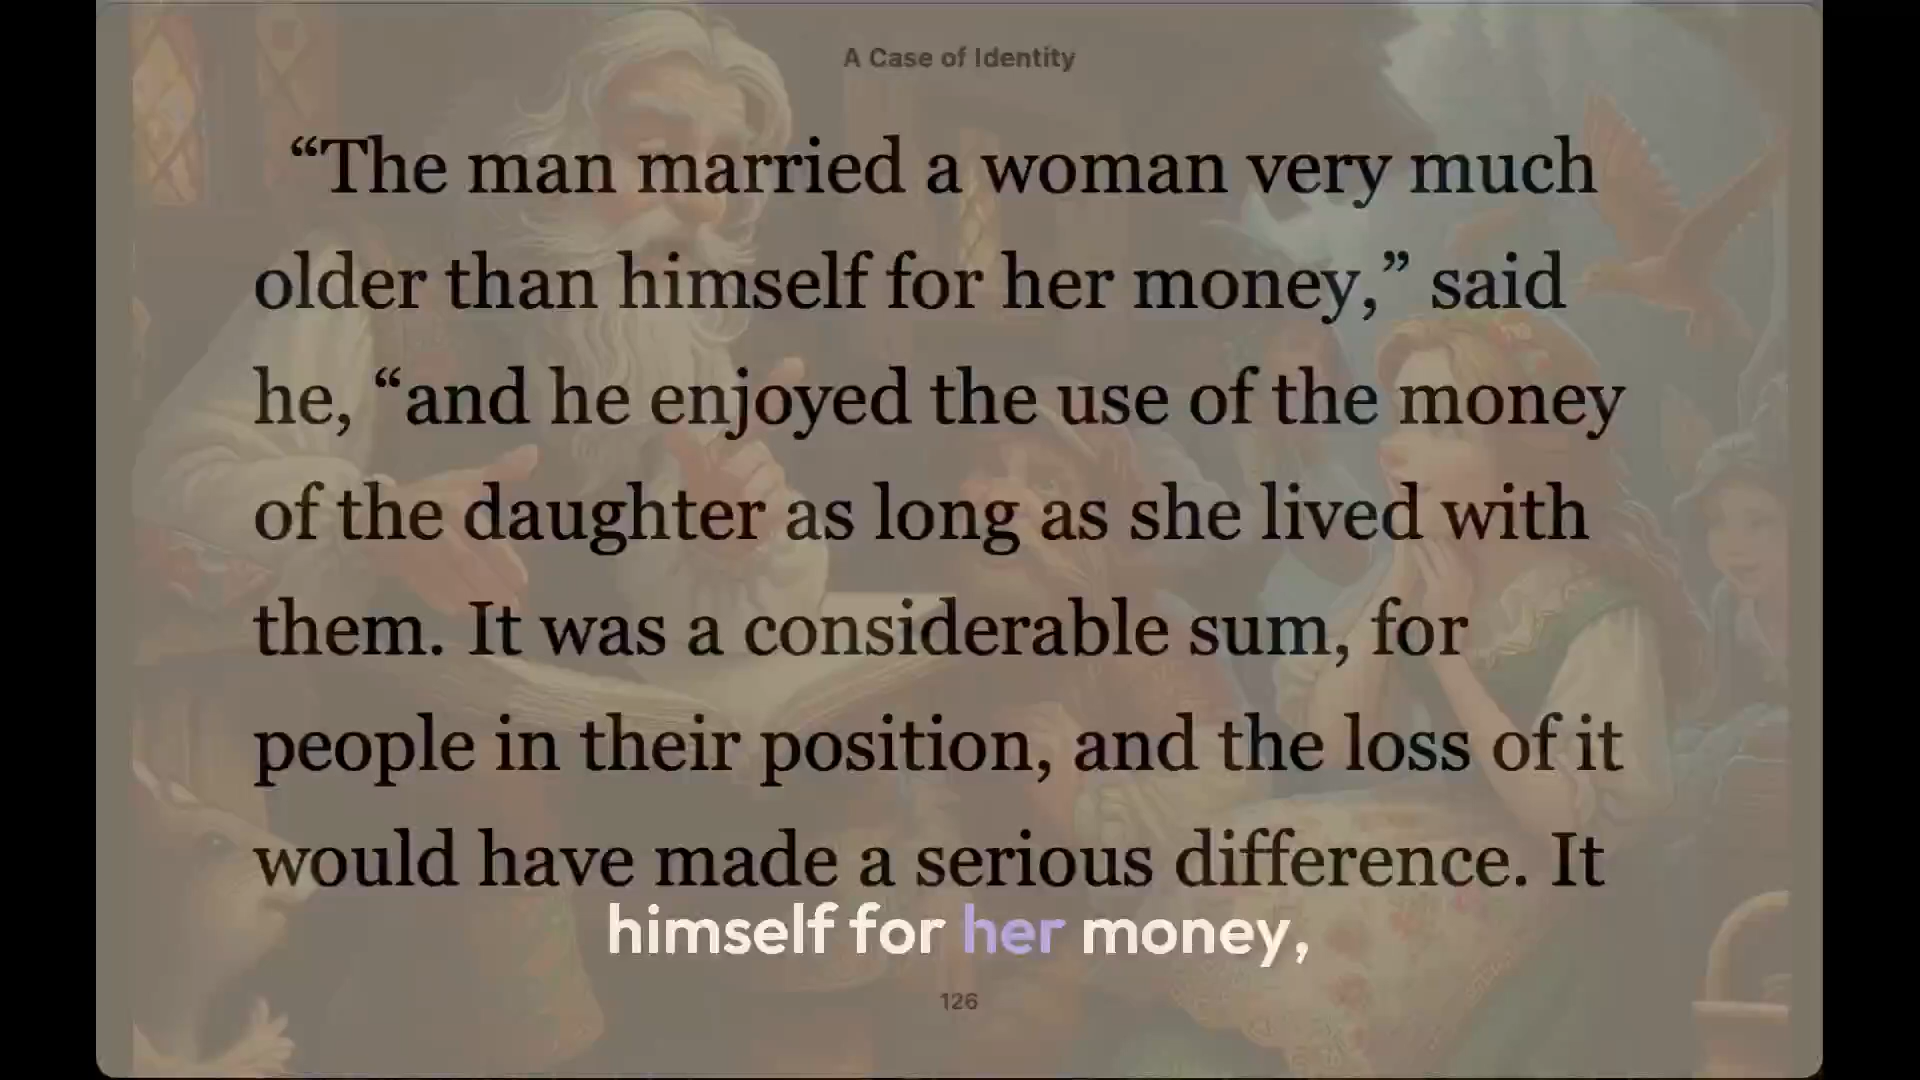 A Case of Identity
“The man married a woman very much
older than himself for her money,” said
he, “and he enjoyed the use of the money
of the daughter as long as she lived with
them. It was a considerable sum, for
people in their position, and the loss of it
would have made a serious difference. It
himself for her money,
126